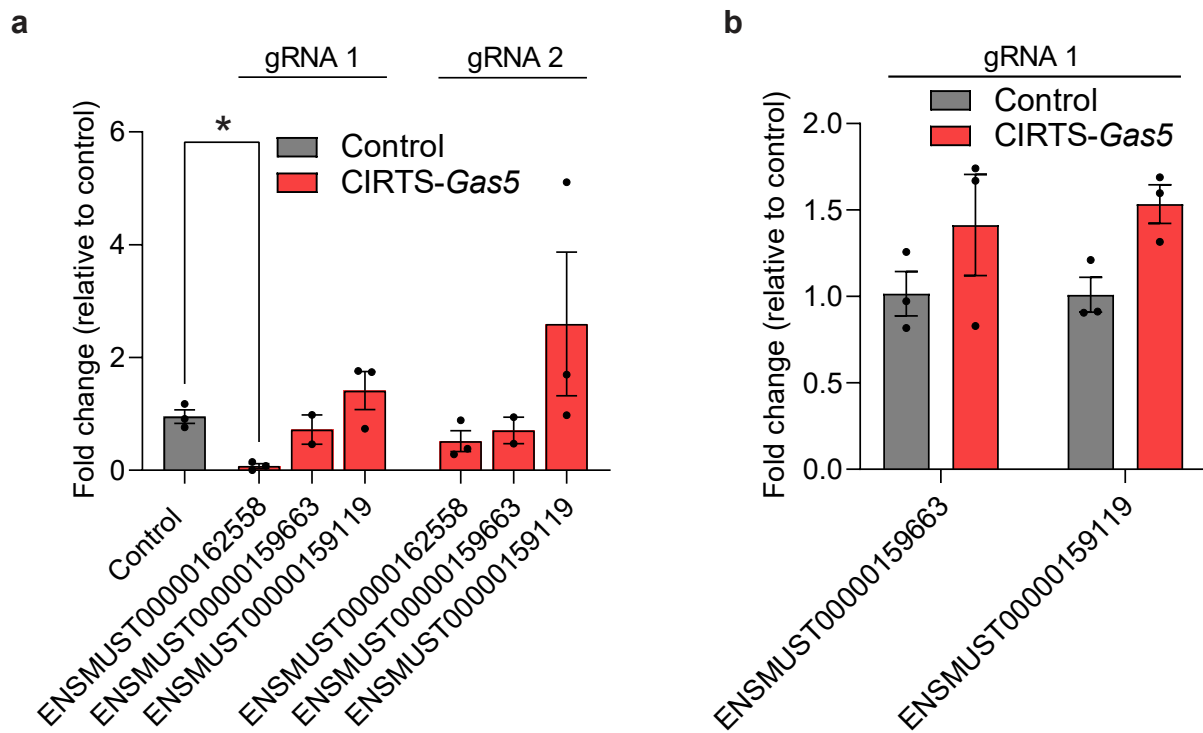 a
gRNA 1
gRNA 2
Fold change (relative to control)
6
4
2
0
*
Control
CIRTS-Gas5
Control
ENSMUST00000162558
ENSMUST00000159663
ENSMUST00000159119
ENSMUST00000162558
ENSMUST00000159663
ENSMUST00000159119
b
gRNA 1
Fold change (relative to control)
2.0
1.5
1.0
0.5
0.0
Control
CIRTS-Gas5
ENSMUST00000159663
ENSMUST00000159119